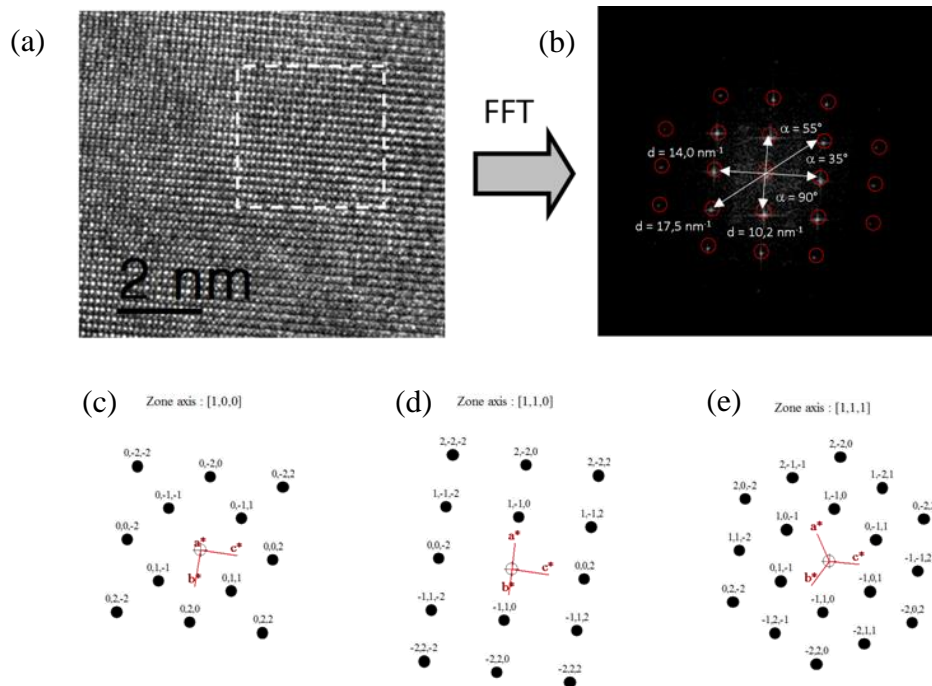 (a)
2 nm
FFT
(b)
α = 55°
d = 14,0 nm⁻¹
α = 35°
α = 90°
d = 17,5 nm⁻¹
d = 10,2 nm⁻¹
(c)
Zone axis : [1,0,0]
0,-2,-2
0,-2,0
0,-2,2
0,-1,-1
0,-1,1
0,0,-2
a*
c*
0,0,2
0,1,-1
b*
0,1,1
0,2,-2
0,2,0
0,2,2
(d)
Zone axis : [1,1,0]
2,-2,-2
2,-2,0
2,-2,2
1,-1,-2
1,-1,0
1,-1,2
a*
0,0,-2
b*
c*
0,0,2
-1,1,-2
-1,1,0
-1,1,2
-2,2,-2
-2,2,0
-2,2,2
(e)
Zone axis : [1,1,1]
2,-2,0
2,-1,-1
1,-2,1
2,0,-2
1,-1,0
0,-2,2
1,0,-1
a*
0,-1,1
1,1,-2
c*
-1,-1,2
0,1,-1
b*
-1,0,1
0,2,-2
-1,1,0
-2,0,2
-1,2,-1
-2,1,1
-2,2,0